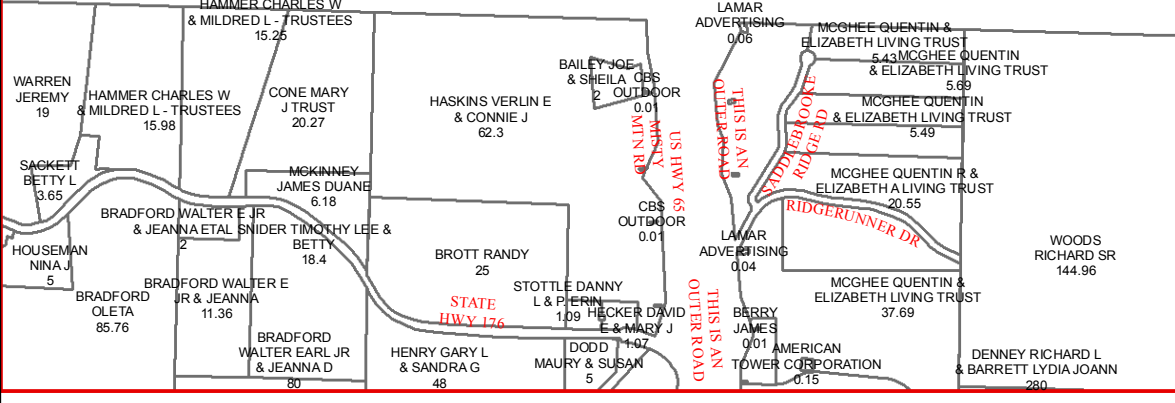 HAMMER CHARLES W
& MILDRED L - TRUSTEES
15.25
LAMAR
ADVERTISING
0.06
MCGHEE QUENTIN &
ELIZABETH LIVING TRUST
5.43
MCGHEE QUENTIN
& ELIZABETH LIVING TRUST
5.69
MCGHEE QUENTIN
& ELIZABETH LIVING TRUST
5.49
WARREN
JEREMY
19
HAMMER CHARLES W
& MILDRED L - TRUSTEES
15.98
CONE MARY
J TRUST
20.27
HASKINS VERLIN E
& CONNIE J
62.3
BAILEY JOE
& SHEILA
2
CBS
OUTDOOR
0.01
MISTY
MTN RD
US HWY 65
THIS IS AN
OUTER ROAD
SADDLEBROOKE
RIDGE RD
SACKETT
BETTY L
3.65
MCKINNEY
JAMES DUANE
6.18
MCGHEE QUENTIN R &
ELIZABETH A LIVING TRUST
20.55
RIDGERUNNER DR
BRADFORD WALTER E JR
& JEANNA ETAL
2
SNIDER TIMOTHY LEE &
BETTY
18.4
CBS
OUTDOOR
0.01
LAMAR
ADVERTISING
0.04
WOODS
RICHARD SR
144.96
HOUSEMAN
NINA J
5
BROTT RANDY
25
BRADFORD
OLETA
85.76
BRADFORD WALTER E
JR & JEANNA
11.36
STOTTLE DANNY
L & P. ERIN
1.09
STATE
HWY 176
HECKER DAVID
E & MARY J
1.07
THIS IS AN
OUTER ROAD
BERRY
JAMES
0.01
MCGHEE QUENTIN &
ELIZABETH LIVING TRUST
37.69
BRADFORD
WALTER EARL JR
& JEANNA D
80
HENRY GARY L
& SANDRA G
48
DODD
MAURY & SUSAN
5
AMERICAN
TOWER CORPORATION
0.15
DENNEY RICHARD L
& BARRETT LYDIA JOANN
280